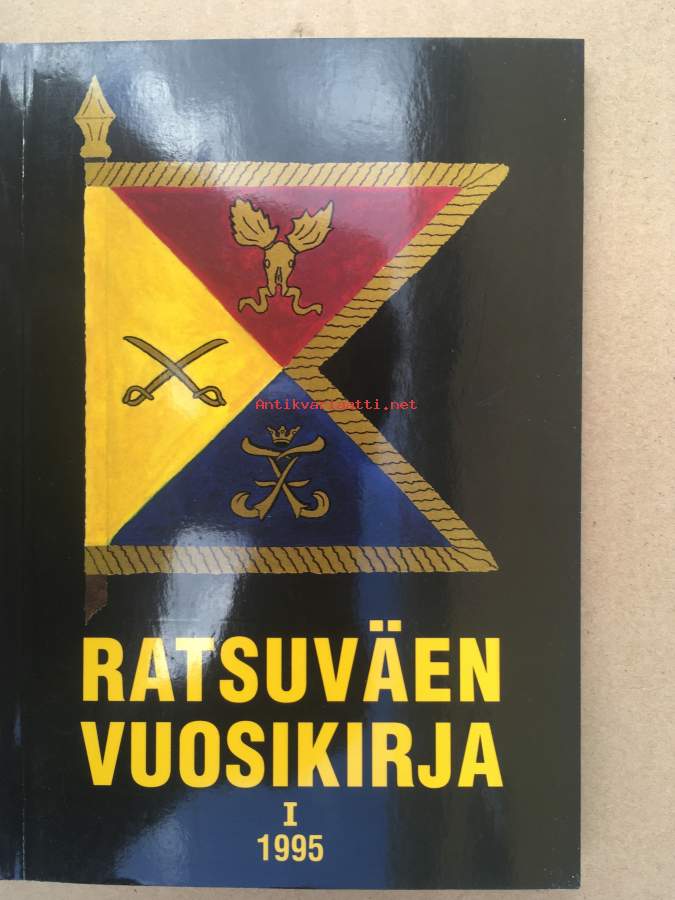 Antikvariaatti.net
RATSUVÄEN
VUOSIKIRJA
I
1995